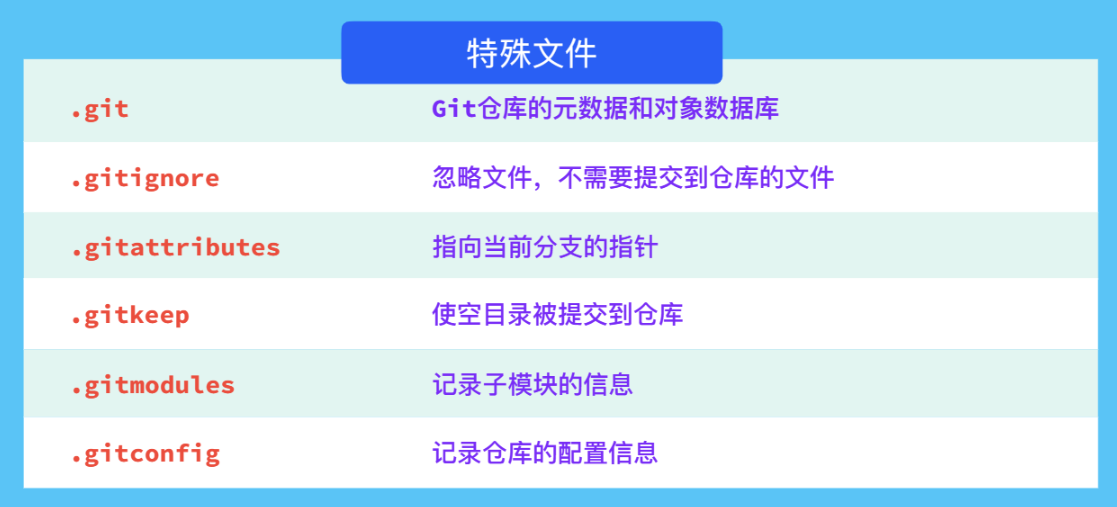 特殊文件
.git Git仓库的元数据和对象数据库
.gitignore 忽略文件，不需要提交到仓库的文件
.gitattributes 指向当前分支的指针
.gitkeep 使空目录被提交到仓库
.gitmodules 记录子模块的信息
.gitconfig 记录仓库的配置信息